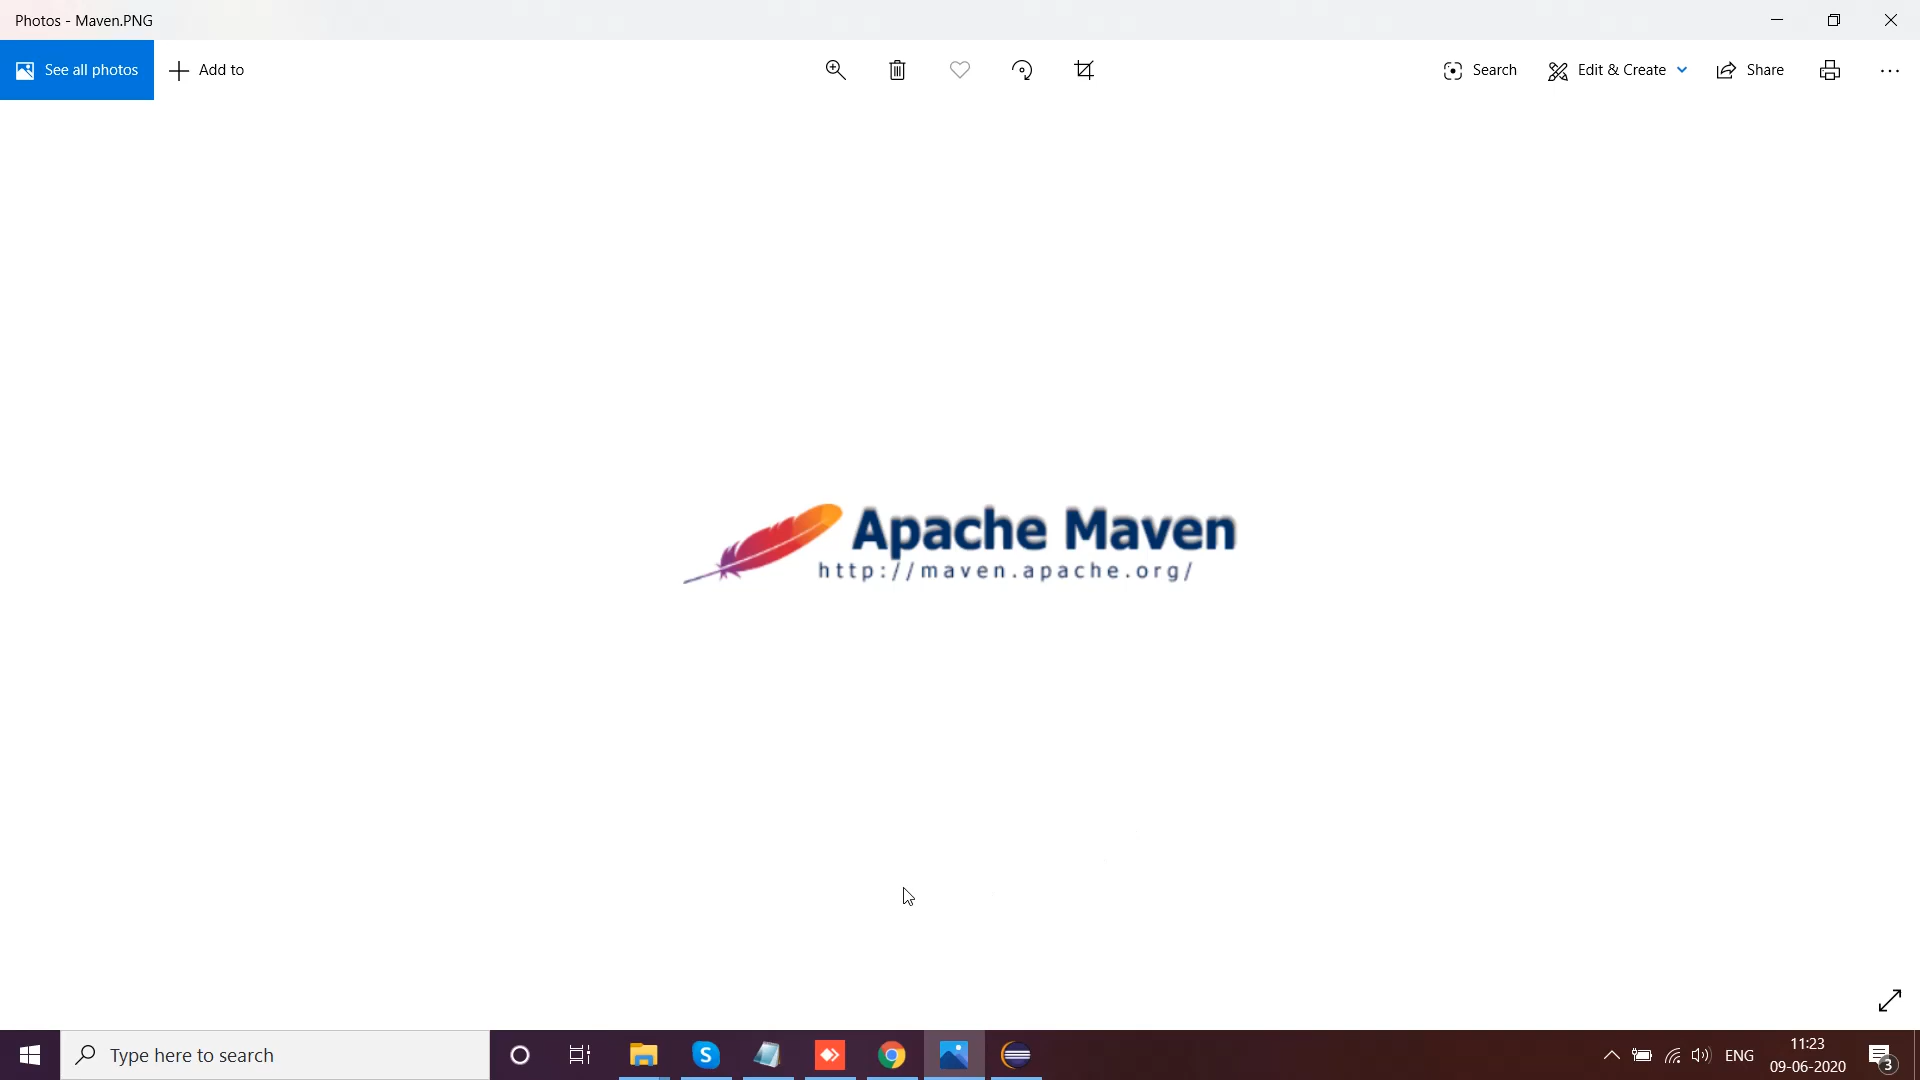 Photos - Maven.PNG
See all photos
Add to
Search
Edit & Create
Share
Apache Maven
http://maven.apache.org/
Type here to search
ENG
11:23
09-06-2020
3